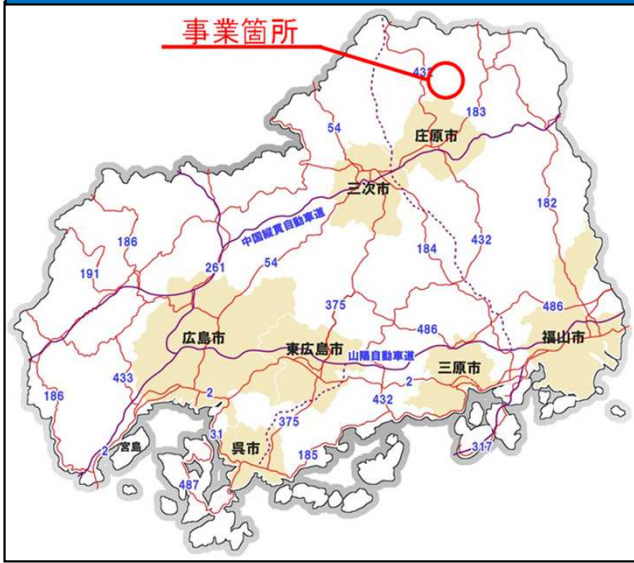 事業箇所
432
183
庄原市
54
三次市
182
中国縦貫自動車道
186
191
261
54
184
432
375
486
486
広島市
東広島市
山陽自動車道
福山市
三原市
186
433
2
2
432
31
375
185
呉市
2
宮島
317
487